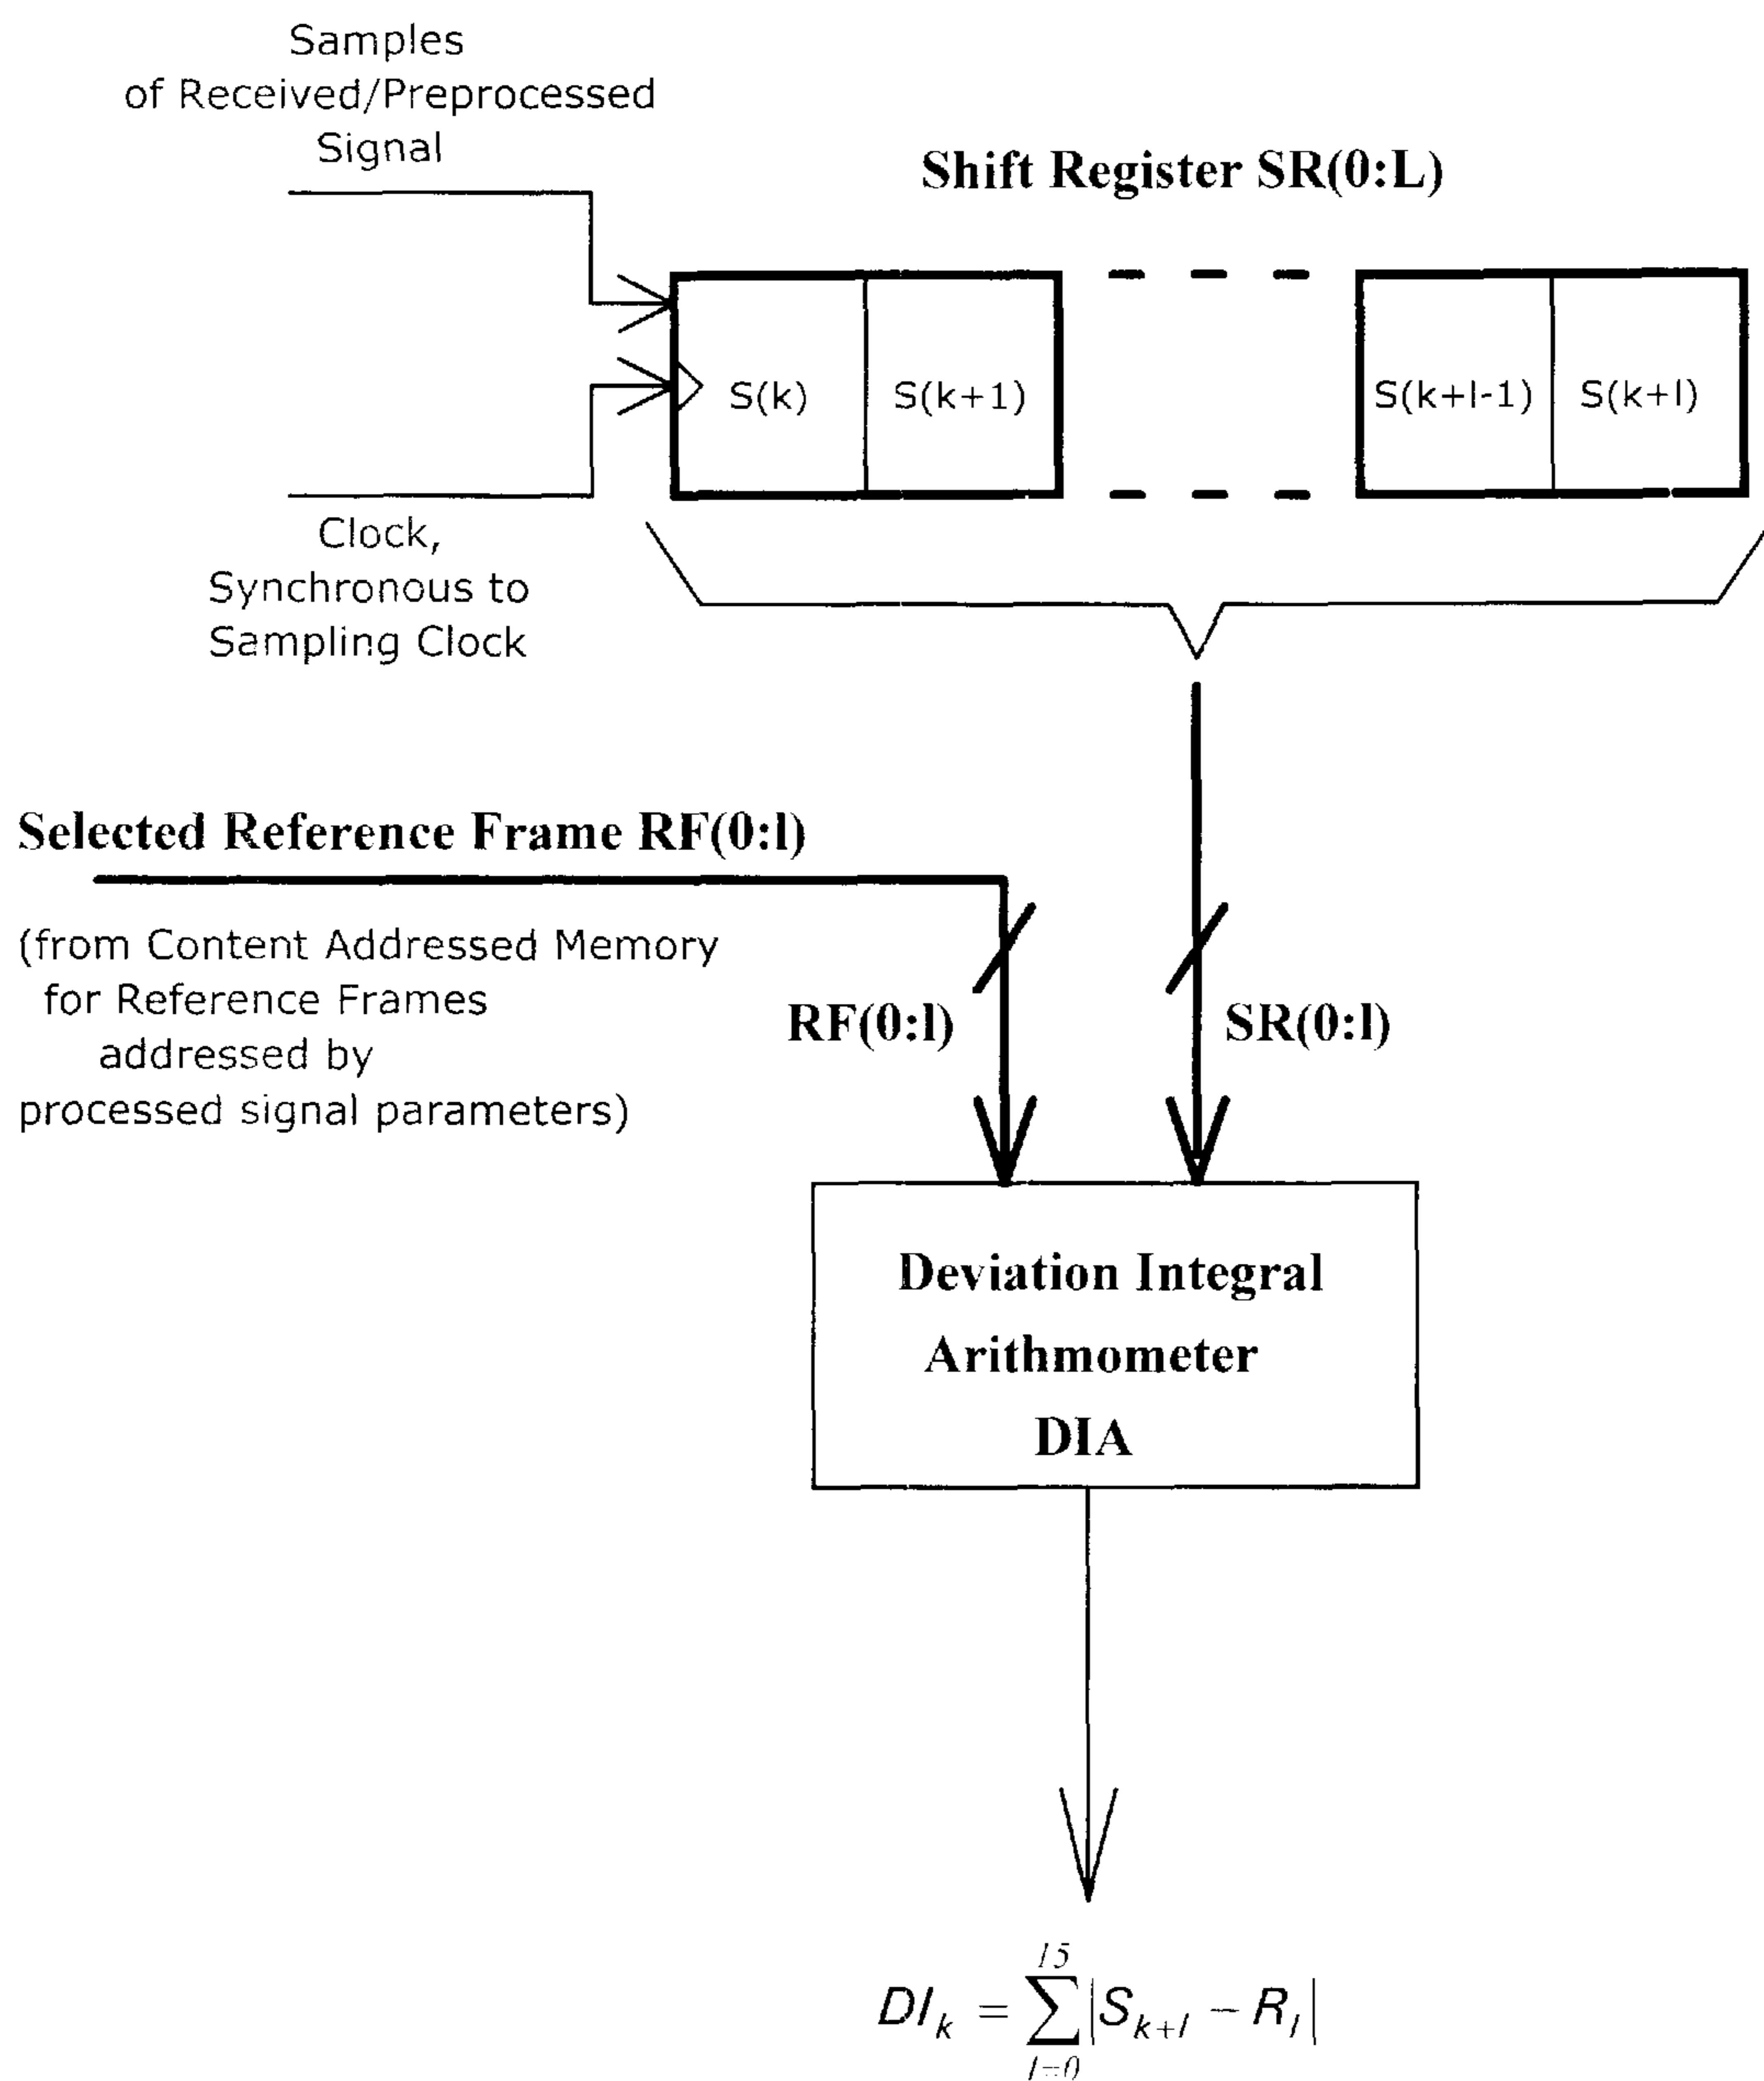 Samples
of Received/Preprocessed
Signal
Shift Register SR(0:L)
S(k)
S(k+1)
S(k+l-1)
S(k+l)
Clock,
Synchronous to
Sampling Clock
Selected Reference Frame RF(0:l)
(from Content Addressed Memory
for Reference Frames
addressed by
processed signal parameters)
RF(0:l)
SR(0:l)
Deviation Integral
Arithmometer
DIA
15
DI_k = ∑|S_{k+l} − R_l|
l=0